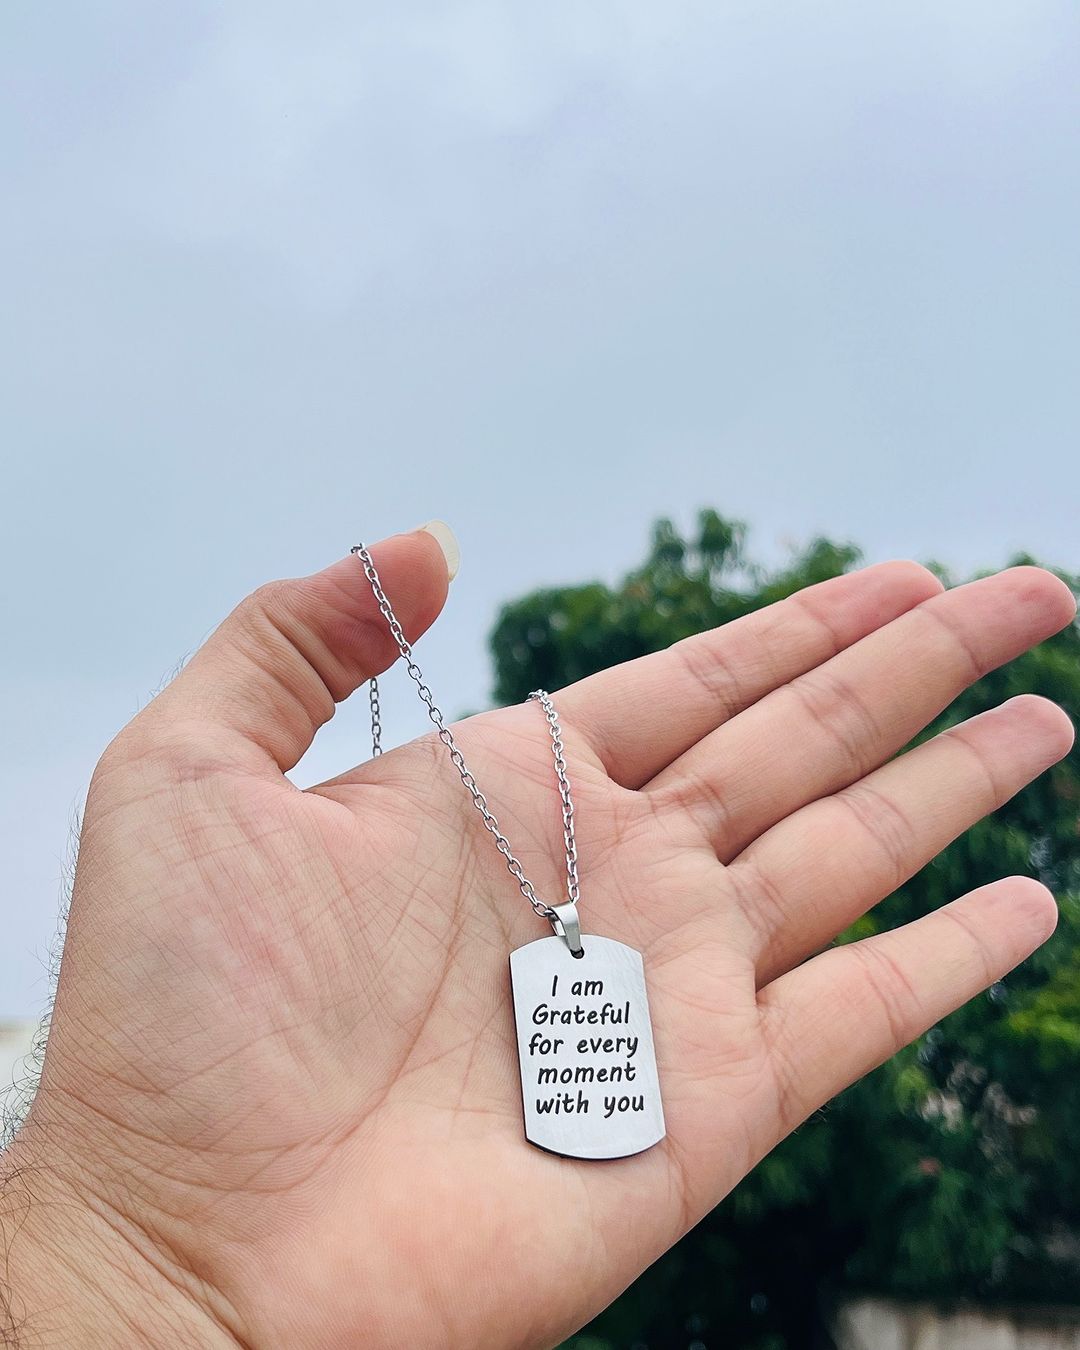 I am
Grateful
for every
moment
with you